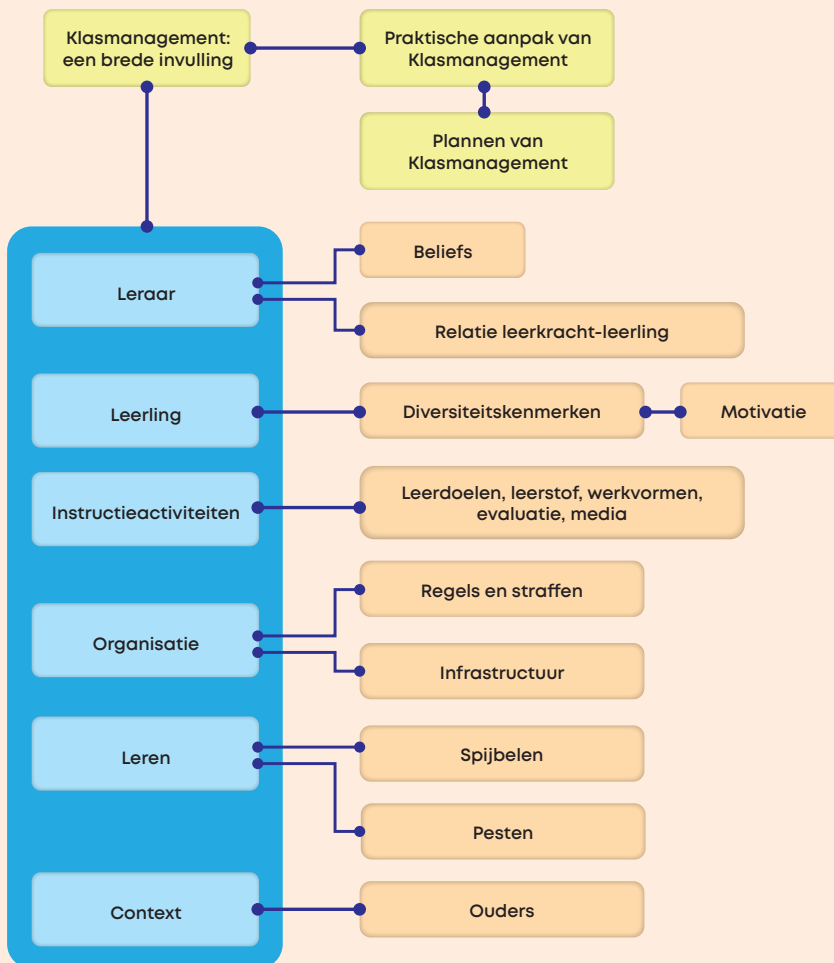 Klasmanagement:
een brede invulling
Praktische aanpak van
Klasmanagement
Plannen van
Klasmanagement
Leraar
Beliefs
Relatie leerkracht-leerling
Leerling
Diversiteitskenmerken
Motivatie
Instructieactiviteiten
Leerdoelen, leerstof, werkvormen,
evaluatie, media
Organisatie
Regels en straffen
Infrastructuur
Leren
Spijbelen
Pesten
Context
Ouders